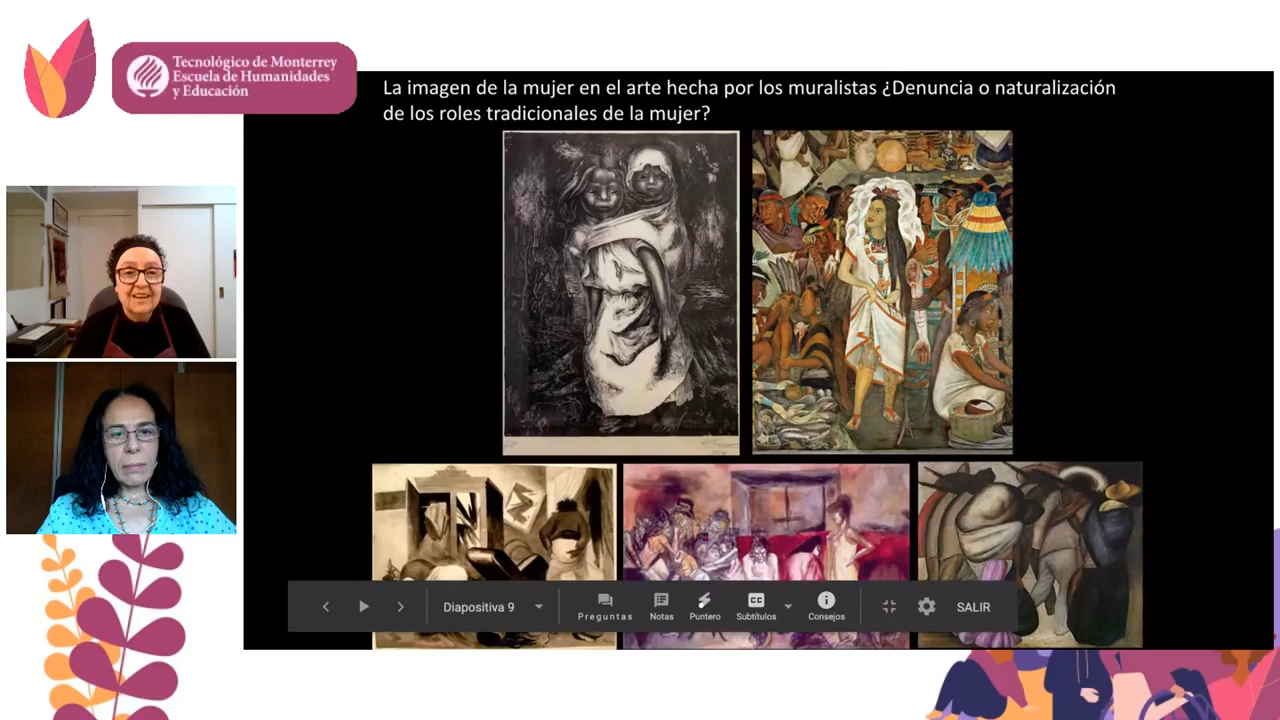 Tecnológico de Monterrey
Escuela de Humanidades
y Educación
La imagen de la mujer en el arte hecha por los muralistas ¿Denuncia o naturalización
de los roles tradicionales de la mujer?
Diapositiva 9
Preguntas
Notas
Puntero
CC
Subtítulos
Consejos
SALIR